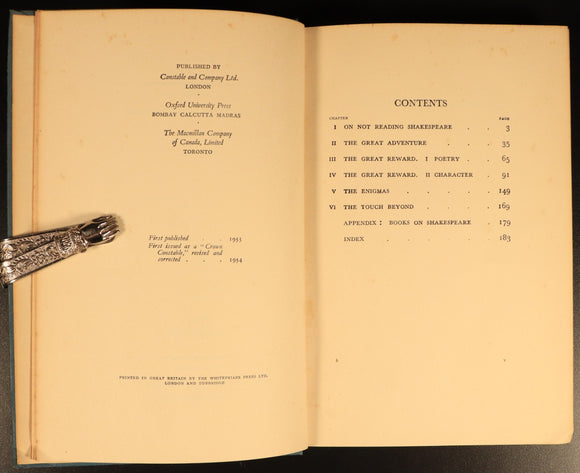 PUBLISHED BY
Constable and Company Ltd.
LONDON
·
Oxford University Press
BOMBAY CALCUTTA MADRAS
·
The Macmillan Company
of Canada, Limited
TORONTO
First published . . 1933
First issued as a "Crown
Constable," revised and
corrected . . . 1934
PRINTED IN GREAT BRITAIN BY THE WHITEFRIARS PRESS LTD.
LONDON AND TONBRIDGE
CONTENTS
CHAPTER PAGE
I ON NOT READING SHAKESPEARE . . 3
II THE GREAT ADVENTURE . . 35
III THE GREAT REWARD. I POETRY . . 65
IV THE GREAT REWARD. II CHARACTER . 91
V THE ENIGMAS . . . 149
VI THE TOUCH BEYOND . . . 169
APPENDIX: BOOKS ON SHAKESPEARE . 179
INDEX . . . . 183
v